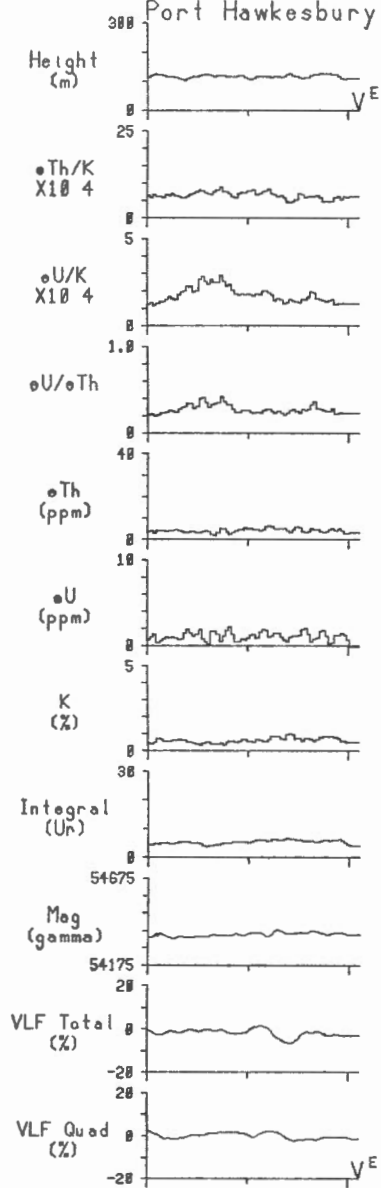 Port Hawkesbury
300
Height
(m)
0
V E
25
eTh/K
X10 4
0
5
eU/K
X10 4
0
1.0
eU/eTh
0
40
eTh
(ppm)
0
10
eU
(ppm)
0
5
K
(%)
0
30
Integral
(Ur)
0
54675
Mag
(gamma)
54175
20
VLF Total
(%)
0
-20
20
VLF Quad
(%)
0
-20
V E